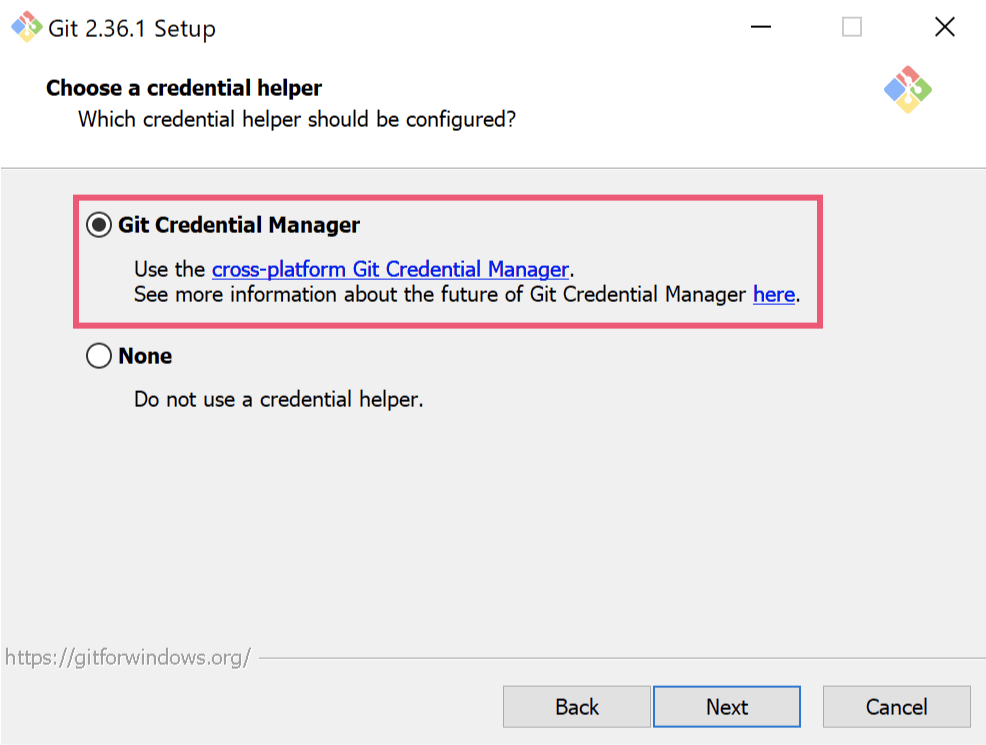 Git 2.36.1 Setup
Choose a credential helper
Which credential helper should be configured?
Git Credential Manager
Use the cross-platform Git Credential Manager.
See more information about the future of Git Credential Manager here.
None
Do not use a credential helper.
https://gitforwindows.org/
Back Next Cancel